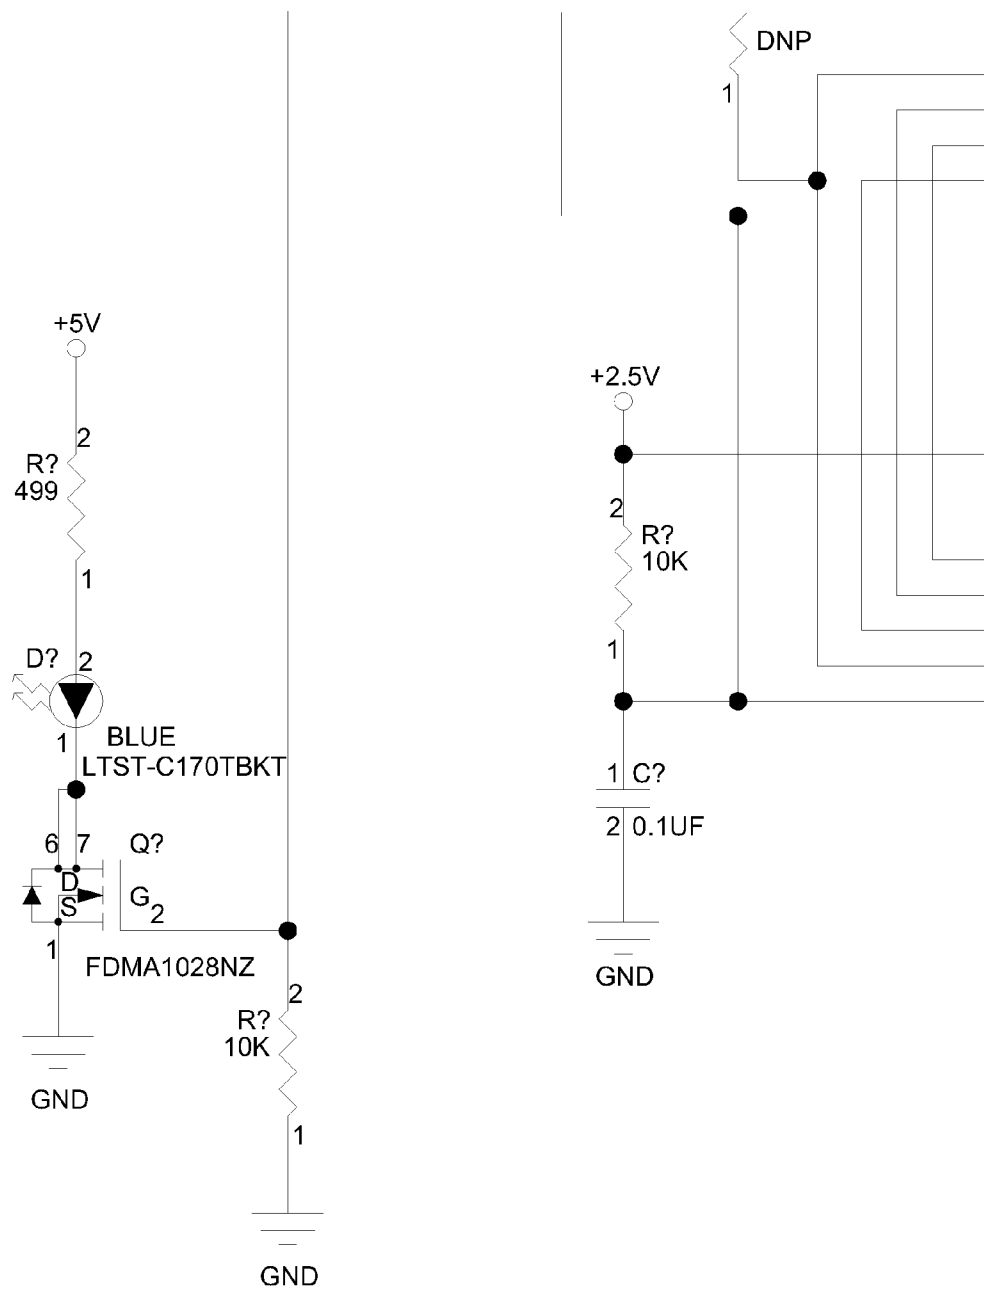 DNP
1
+5V
+2.5V
2
R?
499
1
2
R?
10K
1
D?
2
1
BLUE
LTST-C170TBKT
1
C?
2
0.1UF
6
7
Q?
D
G
S
2
1
FDMA1028NZ
GND
2
R?
10K
1
GND
GND